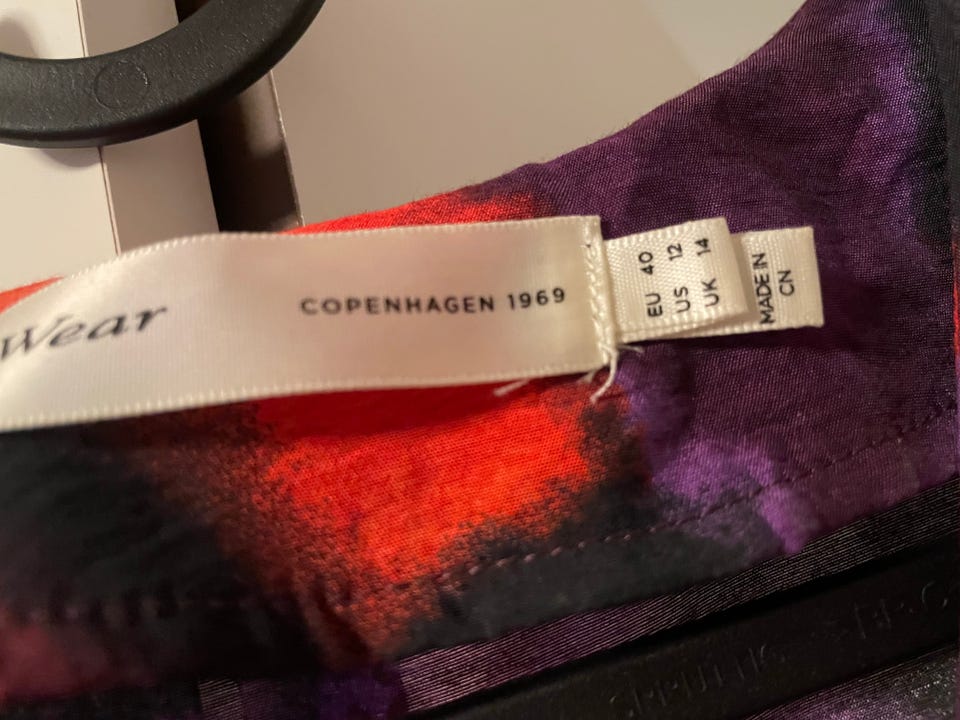 Wear
COPENHAGEN 1969
EU 40
US 12
UK 14
MADE IN
CN